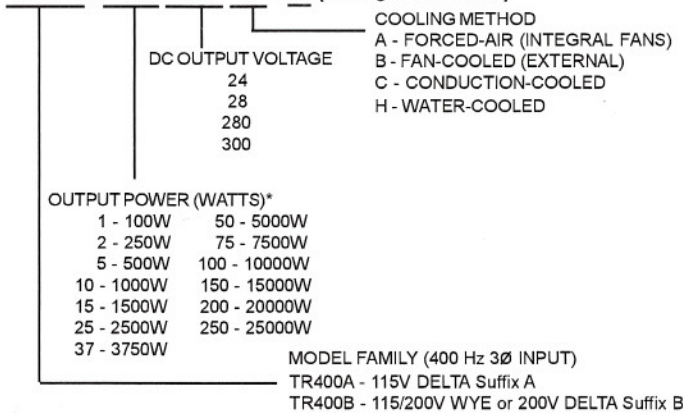 COOLING METHOD
A - FORCED-AIR (INTEGRAL FANS)
B - FAN-COOLED (EXTERNAL)
C - CONDUCTION-COOLED
H - WATER-COOLED
DC OUTPUT VOLTAGE
24
28
280
300
OUTPUT POWER (WATTS)*
1 - 100W 50 - 5000W
2 - 250W 75 - 7500W
5 - 500W 100 - 10000W
10 - 1000W 150 - 15000W
15 - 1500W 200 - 20000W
25 - 2500W 250 - 25000W
37 - 3750W
MODEL FAMILY (400 Hz 3Ø INPUT)
TR400A - 115V DELTA Suffix A
TR400B - 115/200V WYE or 200V DELTA Suffix B